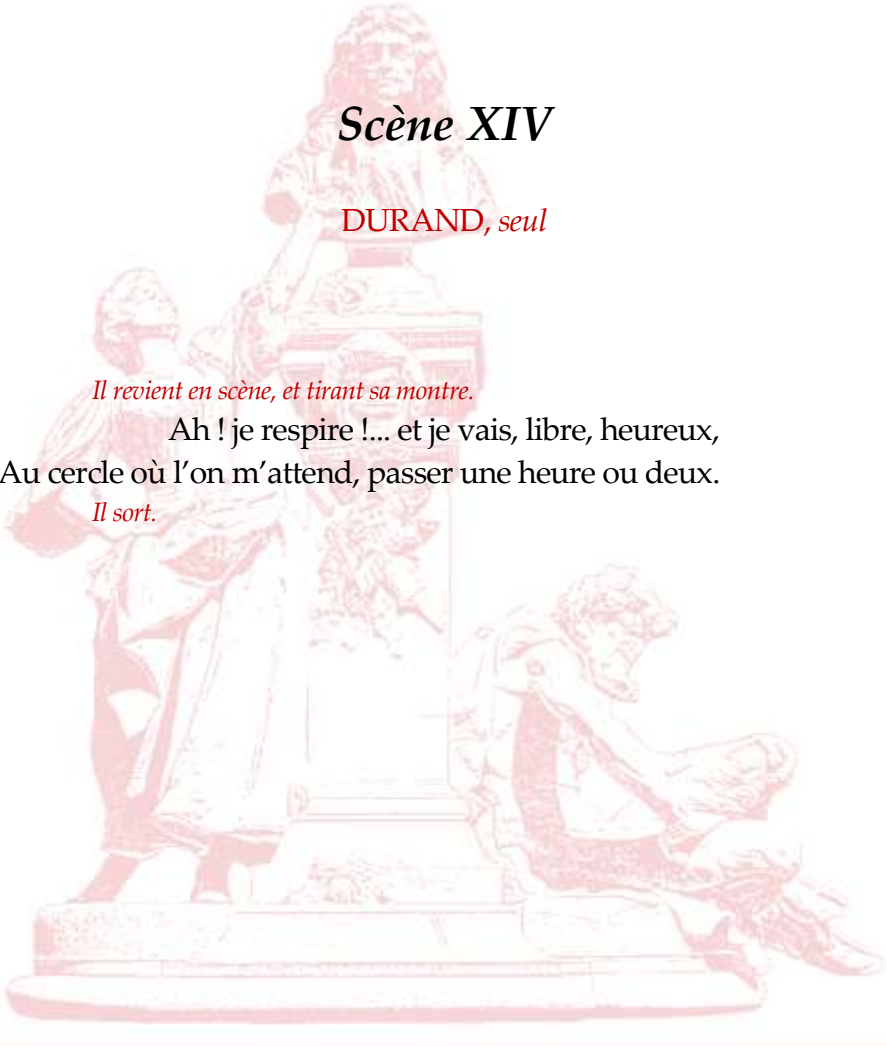 Scène XIV
DURAND, seul
Il revient en scène, et tirant sa montre.
Ah ! je respire !... et je vais, libre, heureux,
Au cercle où l’on m’attend, passer une heure ou deux.
Il sort.